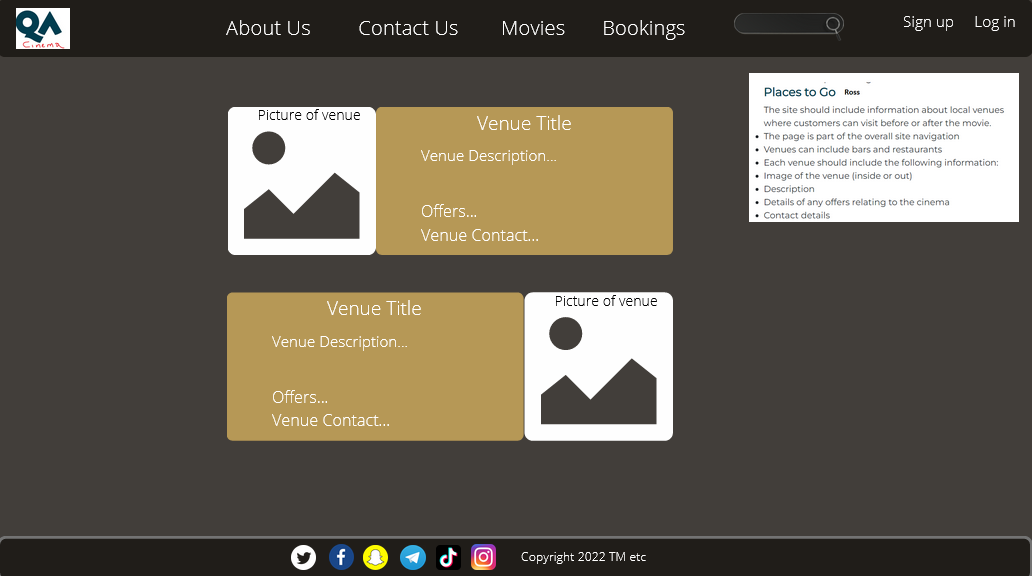 QA
Cinema
About Us Contact Us Movies Bookings
Sign up Log in
Places to Go Ross
The site should include information about local venues
where customers can visit before or after the movie.
• The page is part of the overall site navigation
• Venues can include bars and restaurants
• Each venue should include the following information:
• Image of the venue (inside or out)
• Description
• Details of any offers relating to the cinema
• Contact details
Picture of venue
Venue Title
Venue Description...
Offers...
Venue Contact...
Venue Title
Venue Description...
Offers...
Venue Contact...
Picture of venue
Copyright 2022 TM etc